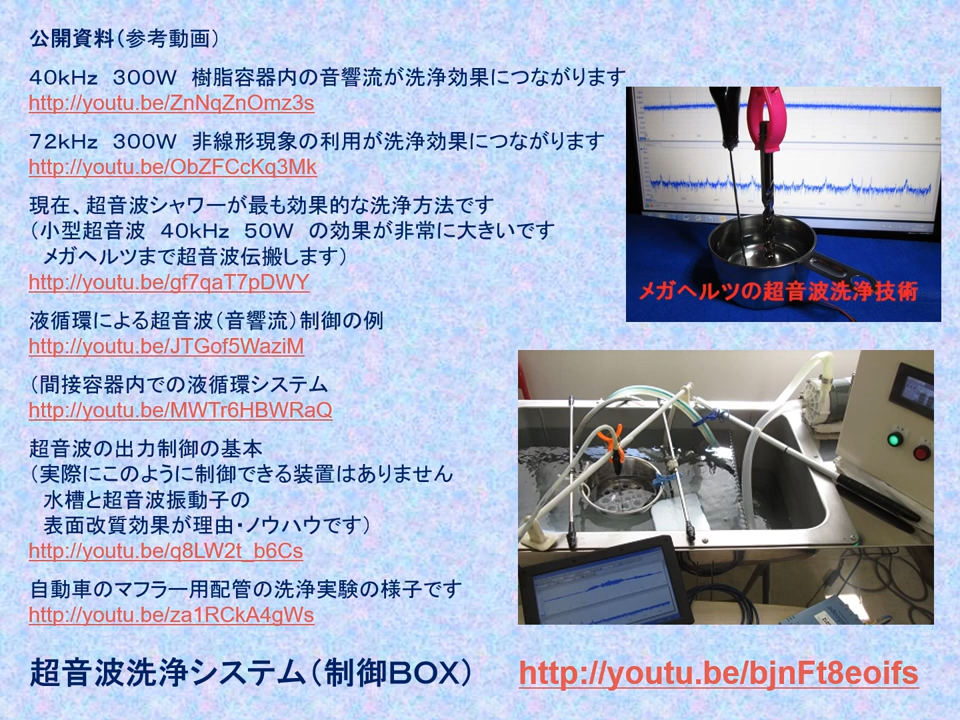 公開資料（参考動画）
４０ｋHｚ　３００W　樹脂容器内の音響流が洗浄効果につながります
http://youtu.be/ZnNqZnOmz3s
７２ｋHｚ　３００W　非線形現象の利用が洗浄効果につながります
http://youtu.be/ObZFCcKq3Mk
現在、超音波シャワーが最も効果的な洗浄方法です
（小型超音波　４０ｋHｚ　５０W　の効果が非常に大きいです
メガヘルツまで超音波伝搬します）
http://youtu.be/gf7qaT7pDWY
液循環による超音波（音響流）制御の例
http://youtu.be/JTGof5WaziM
（間接容器内での液循環システム
http://youtu.be/MWTr6HBWRaQ
超音波の出力制御の基本
（実際にこのように制御できる装置はありません
水槽と超音波振動子の
表面改質効果が理由・ノウハウです）
http://youtu.be/q8LW2t_b6Cs
自動車のマフラー用配管の洗浄実験の様子です
http://youtu.be/za1RCkA4gWs
メガヘルツの超音波洗浄技術
超音波洗浄システム（制御ＢＯＸ）　http://youtu.be/bjnFt8eoifs